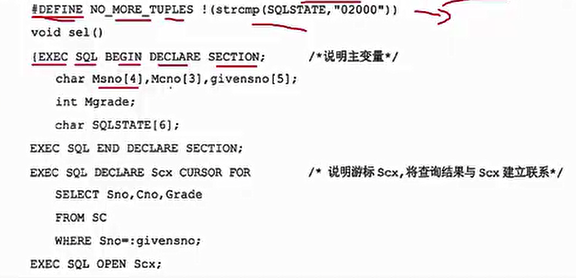 #DEFINE NO_MORE_TUPLES !(strcmp(SQLSTATE,"02000"))
void sel()
{EXEC SQL BEGIN DECLARE SECTION; /*说明主变量*/
char Msno[4],Mcno[3],givensno[5];
int Mgrade;
char SQLSTATE[6];
EXEC SQL END DECLARE SECTION;
EXEC SQL DECLARE Scx CURSOR FOR /* 说明游标 Scx,将查询结果与 Scx 建立联系*/
SELECT Sno,Cno,Grade
FROM SC
WHERE Sno=:givensno;
EXEC SQL OPEN Scx;